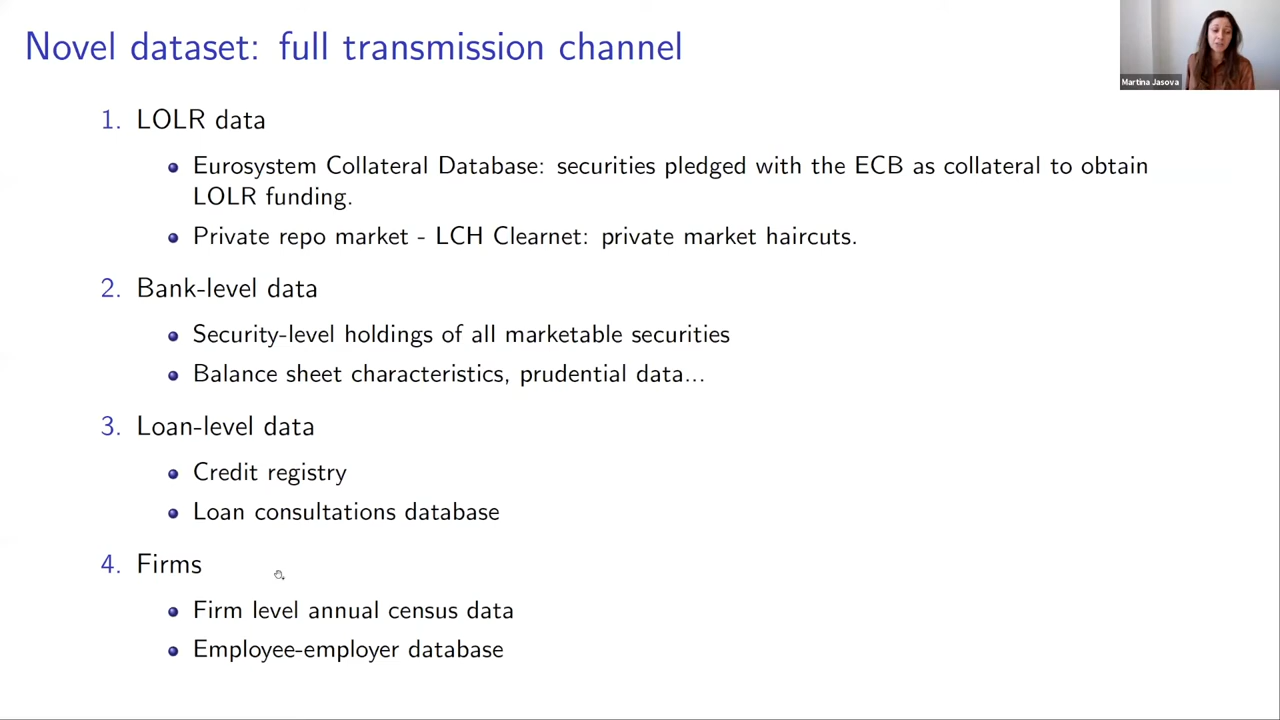 Novel dataset: full transmission channel
Martina Jasova
1. LOLR data
Eurosystem Collateral Database: securities pledged with the ECB as collateral to obtain
LOLR funding.
Private repo market - LCH Clearnet: private market haircuts.
2. Bank-level data
Security-level holdings of all marketable securities
Balance sheet characteristics, prudential data...
3. Loan-level data
Credit registry
Loan consultations database
4. Firms
Firm level annual census data
Employee-employer database